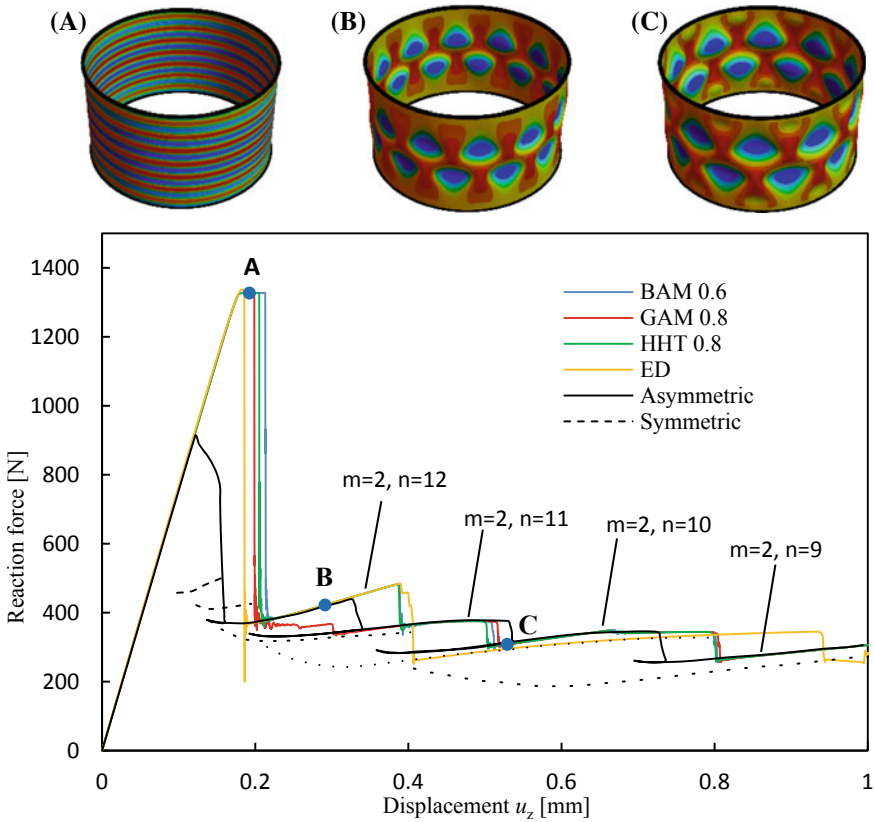 (A)
(B)
(C)
1400
1200
1000
800
600
400
200
0
Reaction force [N]
A
B
C
BAM 0.6
GAM 0.8
HHT 0.8
ED
Asymmetric
Symmetric
m=2, n=12
m=2, n=11
m=2, n=10
m=2, n=9
0
0.2
0.4
0.6
0.8
1
Displacement uz [mm]